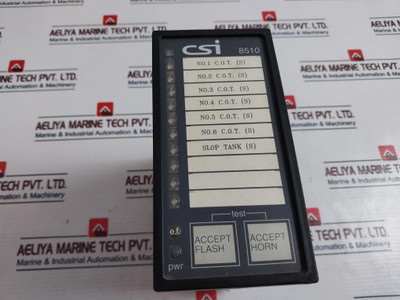 csi
8510
NO.1 C.O.T. (S)
NO.2 C.O.T. (S)
NO.3 C.O.T. (S)
NO.4 C.O.T. (S)
NO.5 C.O.T. (S)
NO.6 C.O.T. (S)
SLOP TANK (S)
test
e.f.
ACCEPT FLASH
ACCEPT HORN
pwr
AELIYA MARINE TECH PVT. LTD.
Marine & Industrial Automation & Machinery